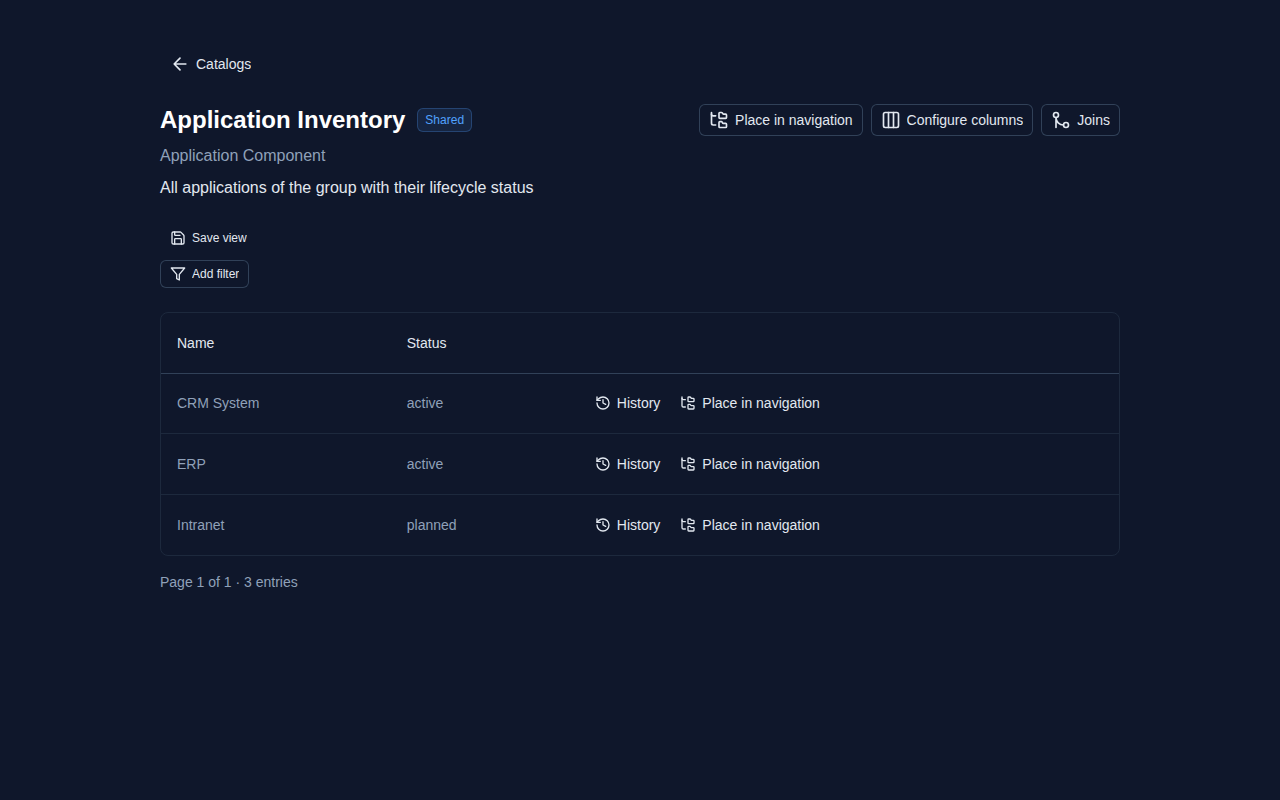 Catalogs
Application Inventory Shared Place in navigation Configure columns Joins
Application Component
All applications of the group with their lifecycle status
Save view
Add filter
Name Status
CRM System active History Place in navigation
ERP active History Place in navigation
Intranet planned History Place in navigation
Page 1 of 1 · 3 entries